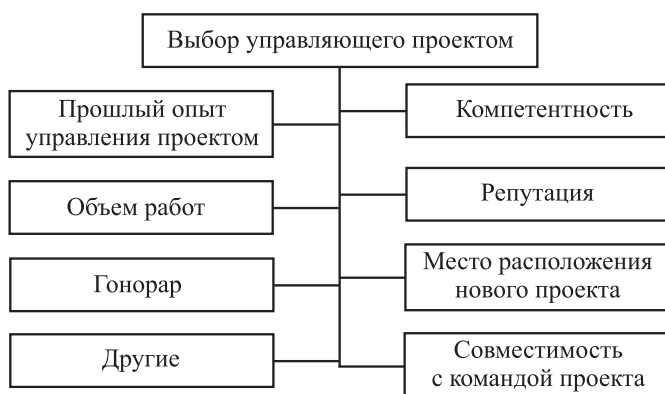 Выбор управляющего проектом
Прошлый опыт
управления проектом
Компетентность
Объем работ
Репутация
Гонорар
Место расположения
нового проекта
Другие
Совместимость
с командой проекта